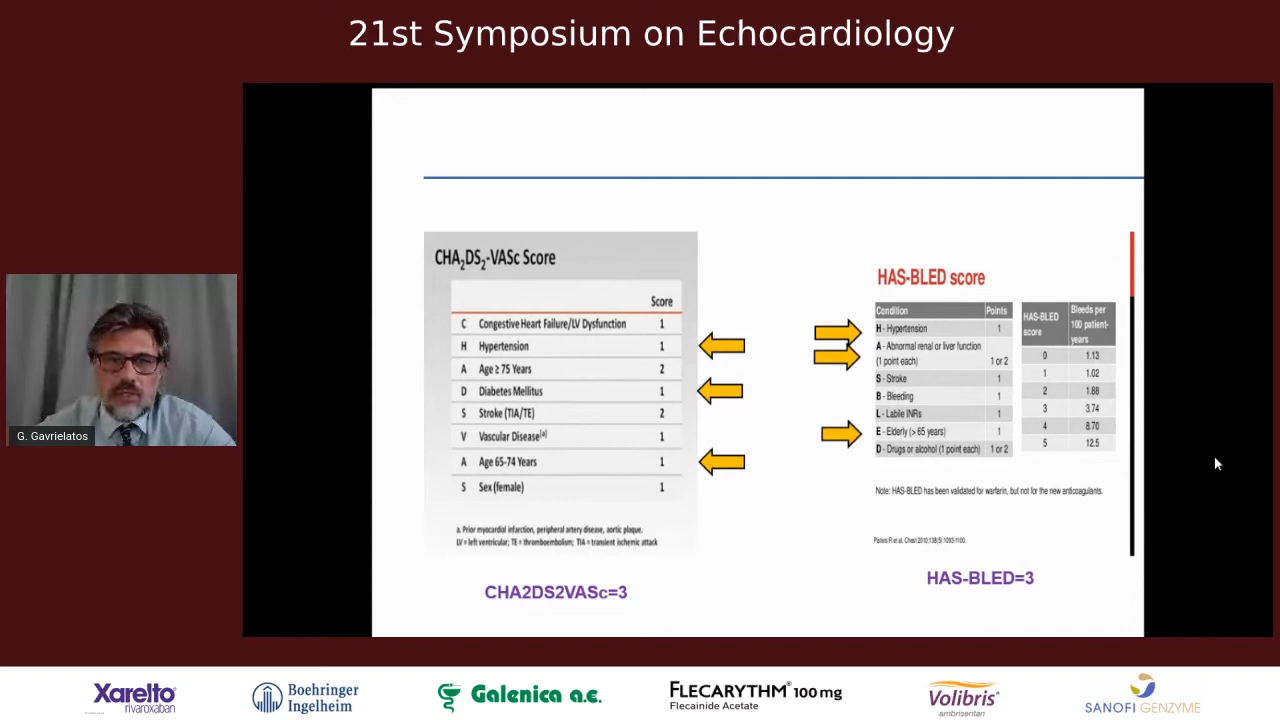 21st Symposium on Echocardiology
G. Gavrielatos
CHA2DS2-VASc Score
Score
C Congestive Heart Failure/LV Dysfunction 1
H Hypertension 1
A Age ≥ 75 Years 2
D Diabetes Mellitus 1
S Stroke (TIA/TE) 2
V Vascular Disease[a] 1
A Age 65-74 Years 1
S Sex (female) 1
a. Prior myocardial infarction, peripheral artery disease, aortic plaque.
LV = left ventricular; TE = thromboembolism; TIA = transient ischemic attack
CHA2DS2VASc=3
HAS-BLED score
Condition Points
H - Hypertension 1
A - Abnormal renal or liver function
(1 point each) 1 or 2
S - Stroke 1
B - Bleeding 1
L - Labile INRs 1
E - Elderly (> 65 years) 1
D - Drugs or alcohol (1 point each) 1 or 2
HAS-BLED
score
Bleeds per
100 patient-
years
0 1.13
1 1.02
2 1.88
3 3.74
4 8.70
5 12.5
Note: HAS-BLED has been validated for warfarin, but not for the new anticoagulants.
Pisters R et al. Chest 2010;138(5):1093-1100.
HAS-BLED=3
Xarelto®
rivaroxaban
Boehringer
Ingelheim
Galenica a.e.
FLECARYTHM® 100 mg
Flecainide Acetate
Volibris®
ambrisentan
SANOFI GENZYME